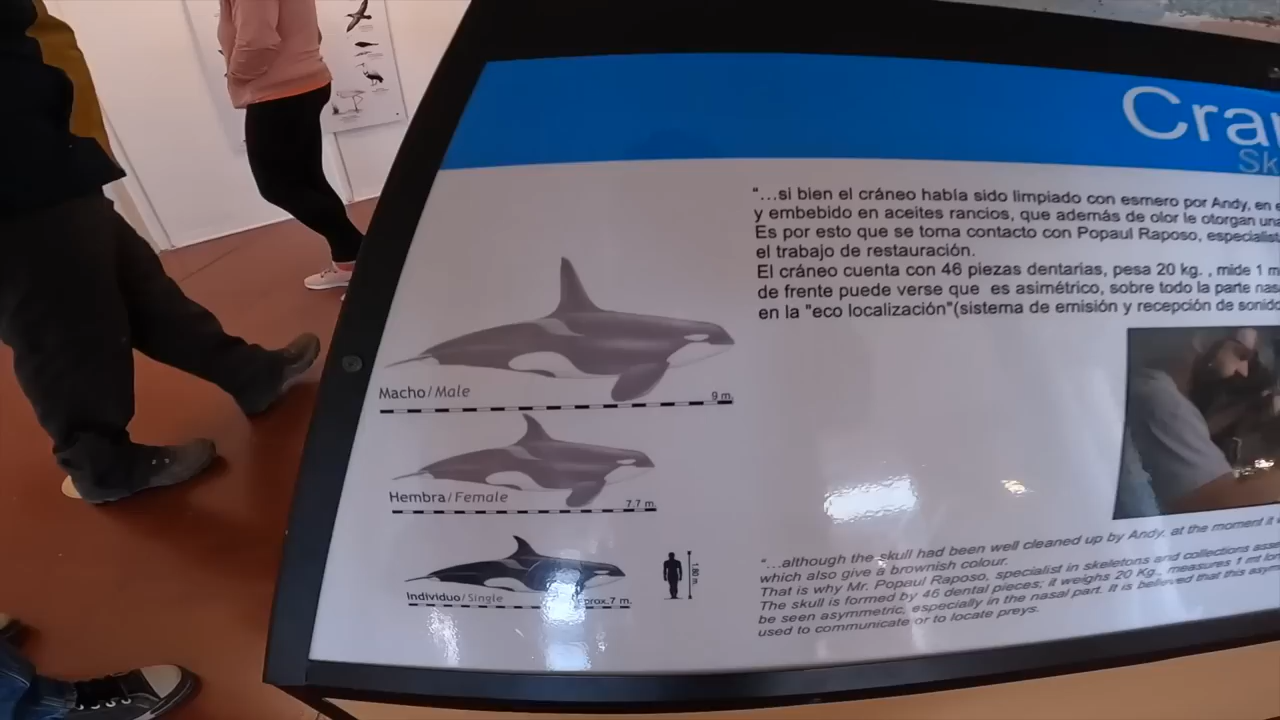 Cra
Sk
“...si bien el cráneo había sido limpiado con esmero por Andy, en
y embebido en aceites rancios, que además de olor le otorgan una
Es por esto que se toma contacto con Popaul Raposo, especialist
el trabajo de restauración.
El cráneo cuenta con 46 piezas dentarias, pesa 20 kg. , mide 1 m
de frente puede verse que es asimétrico, sobre todo la parte nas
en la "eco localización"(sistema de emisión y recepción de sonido
Macho/Male
9 m.
Hembra/Female
7.7 m.
Individuo/Single
prox.7 m.
1.80 m.
“...although the skull had been well cleaned up by Andy, at the moment it
which also give a brownish colour.
That is why Mr. Popaul Raposo, specialist in skeletons and collections asse
The skull is formed by 46 dental pieces; it weighs 20 Kg., measures 1 mt lon
be seen asymmetric, especially in the nasal part. It is believed that this asym
used to communicate or to locate preys.